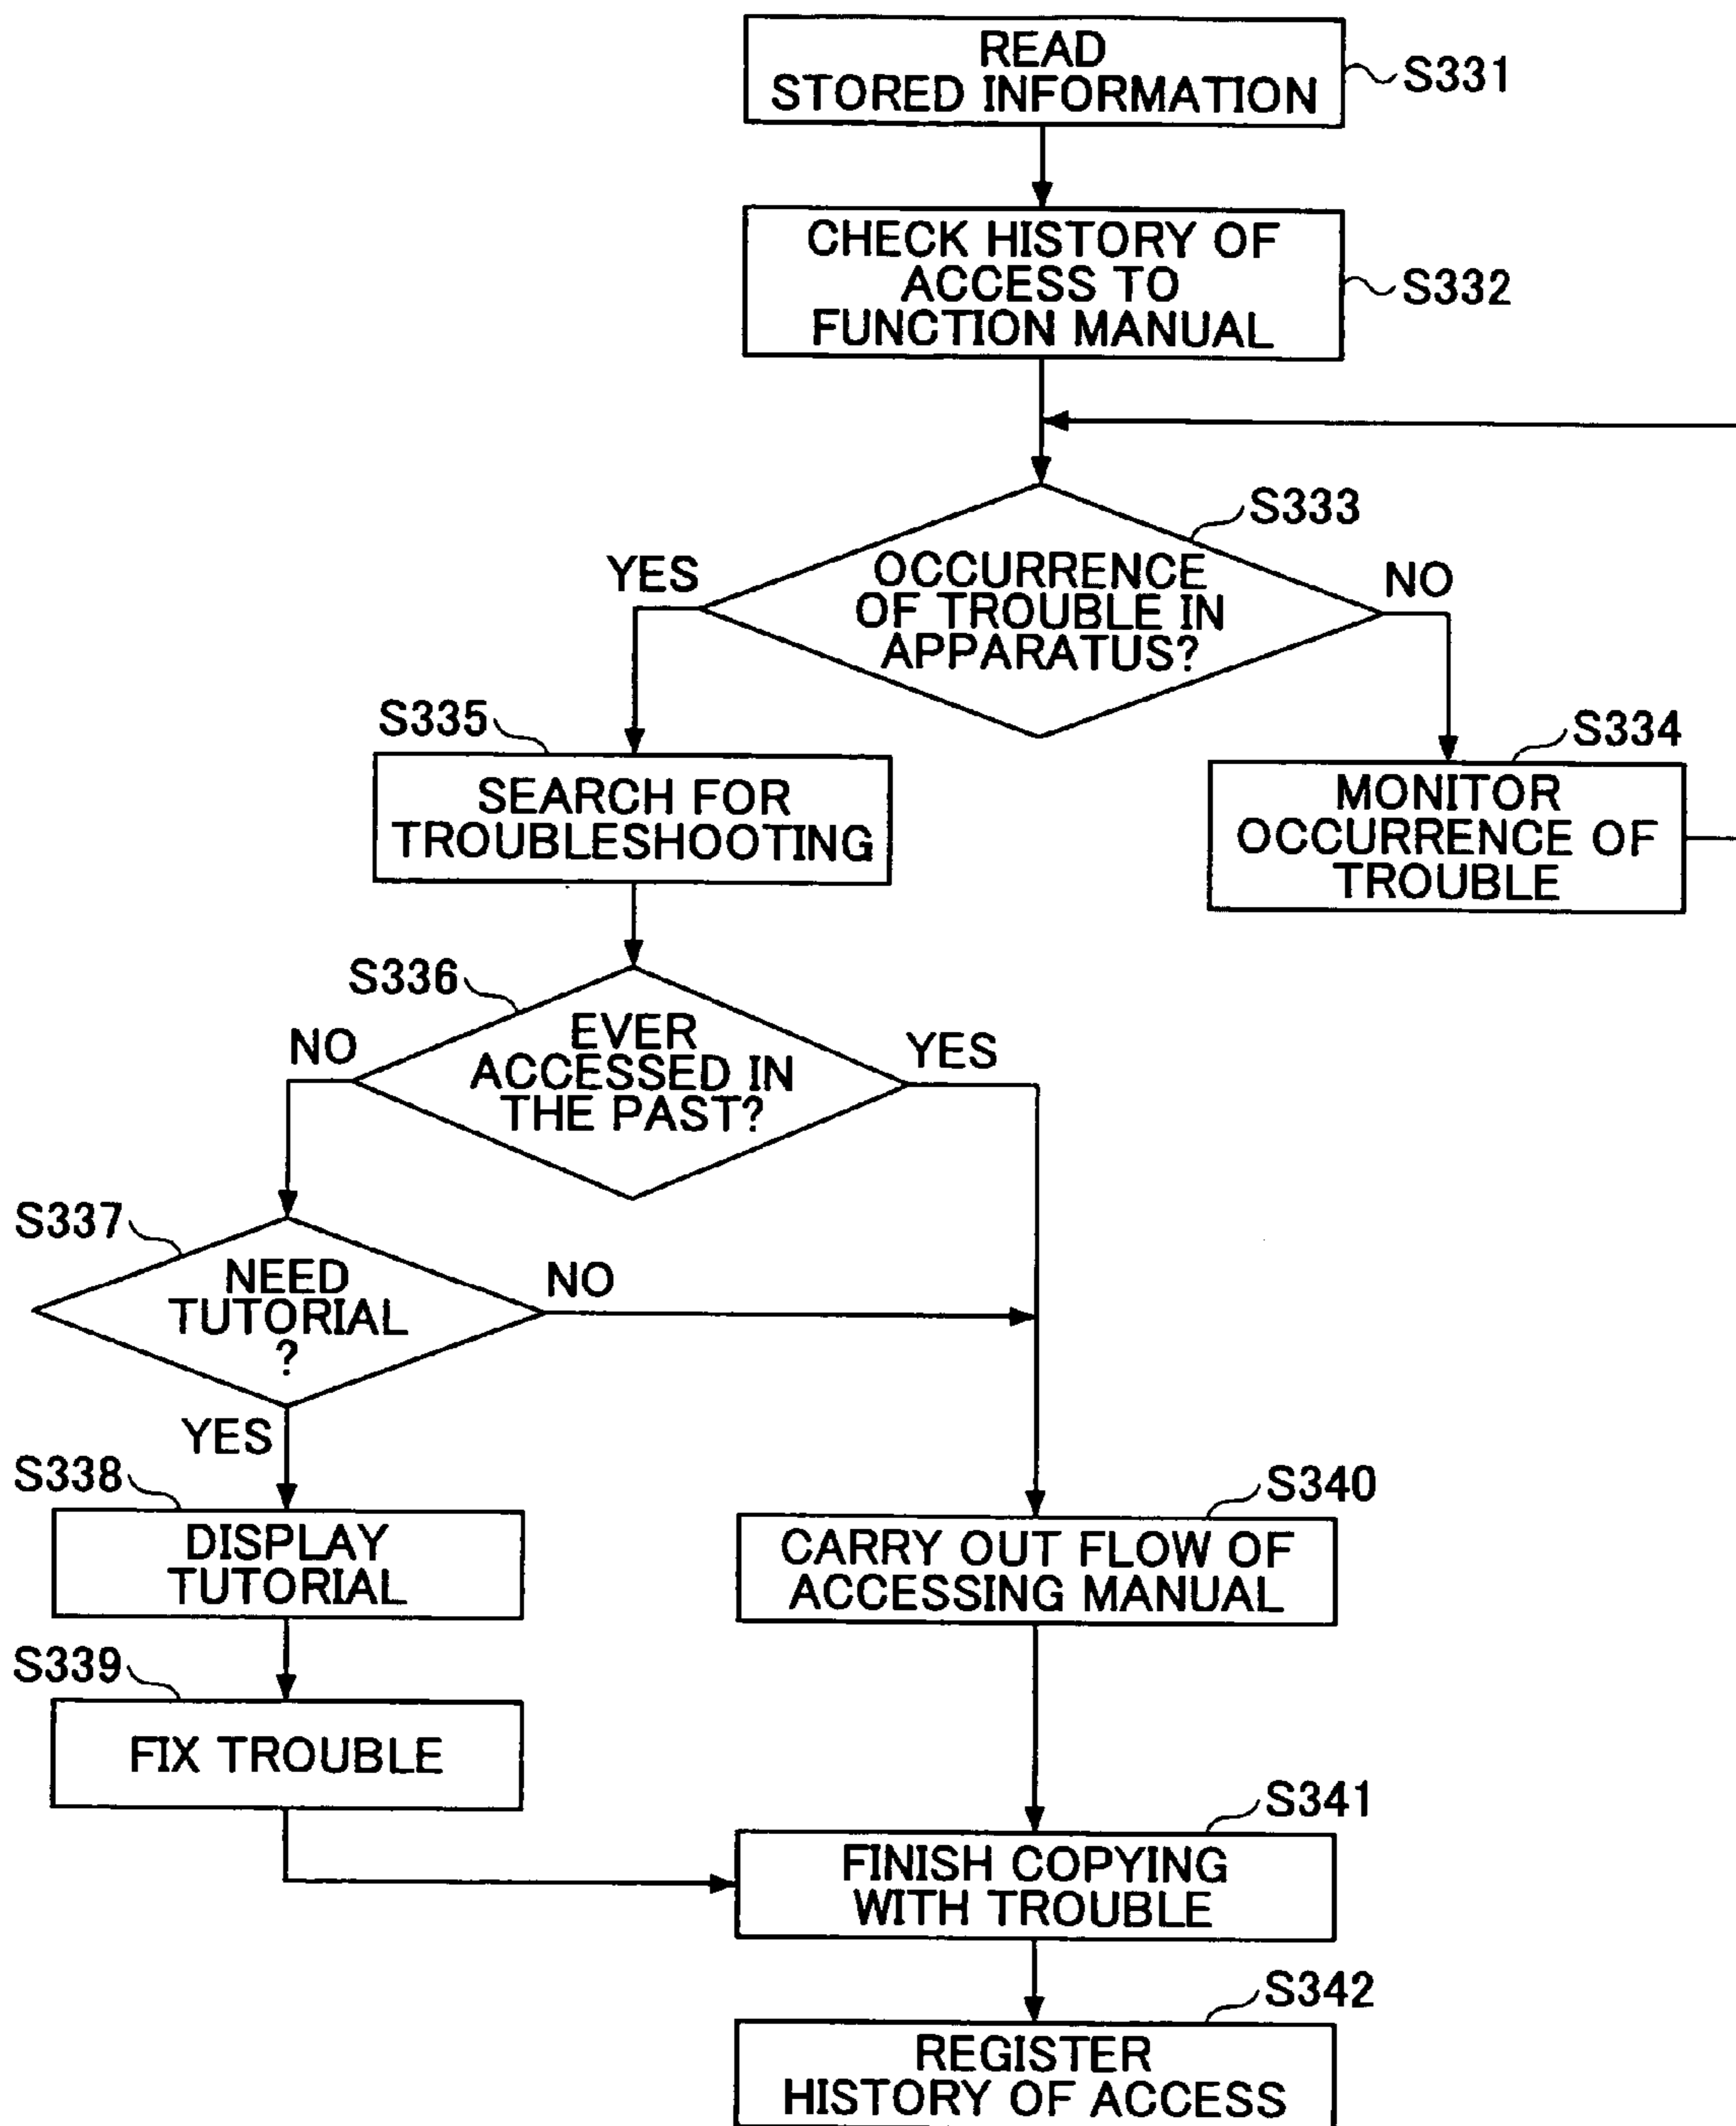 READ
STORED INFORMATION
S331
CHECK HISTORY OF
ACCESS TO
FUNCTION MANUAL
S332
S333
OCCURRENCE
OF TROUBLE IN
APPARATUS?
YES
NO
S335
SEARCH FOR
TROUBLESHOOTING
S334
MONITOR
OCCURRENCE OF
TROUBLE
S336
EVER
ACCESSED IN
THE PAST?
NO
YES
S337
NEED
TUTORIAL
?
NO
YES
S338
DISPLAY
TUTORIAL
S340
CARRY OUT FLOW OF
ACCESSING MANUAL
S339
FIX TROUBLE
S341
FINISH COPYING
WITH TROUBLE
S342
REGISTER
HISTORY OF ACCESS